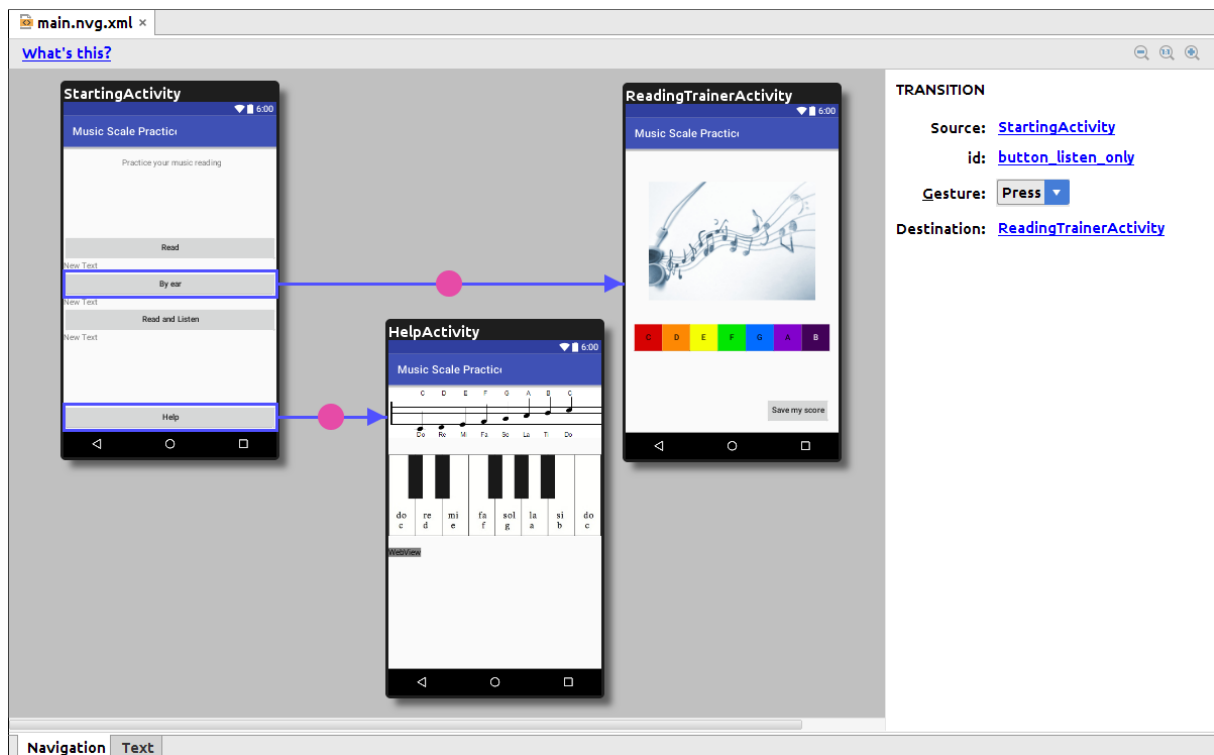 main.nvg.xml ×
What's this?
1:1
StartingActivity
6:00
Music Scale Practic
Practice your music reading
Read
New Text
By ear
New Text
Read and Listen
New Text
Help
HelpActivity
6:00
Music Scale Practic
C D E F G A B C
Do Re Mi Fa So La Ti Do
do re mi fa sol la si do
c d e f g a b c
WebView
ReadingTrainerActivity
6:00
Music Scale Practic
C D E F G A B
Save my score
TRANSITION
Source: StartingActivity
id: button_listen_only
Gesture: Press
Destination: ReadingTrainerActivity
Navigation Text